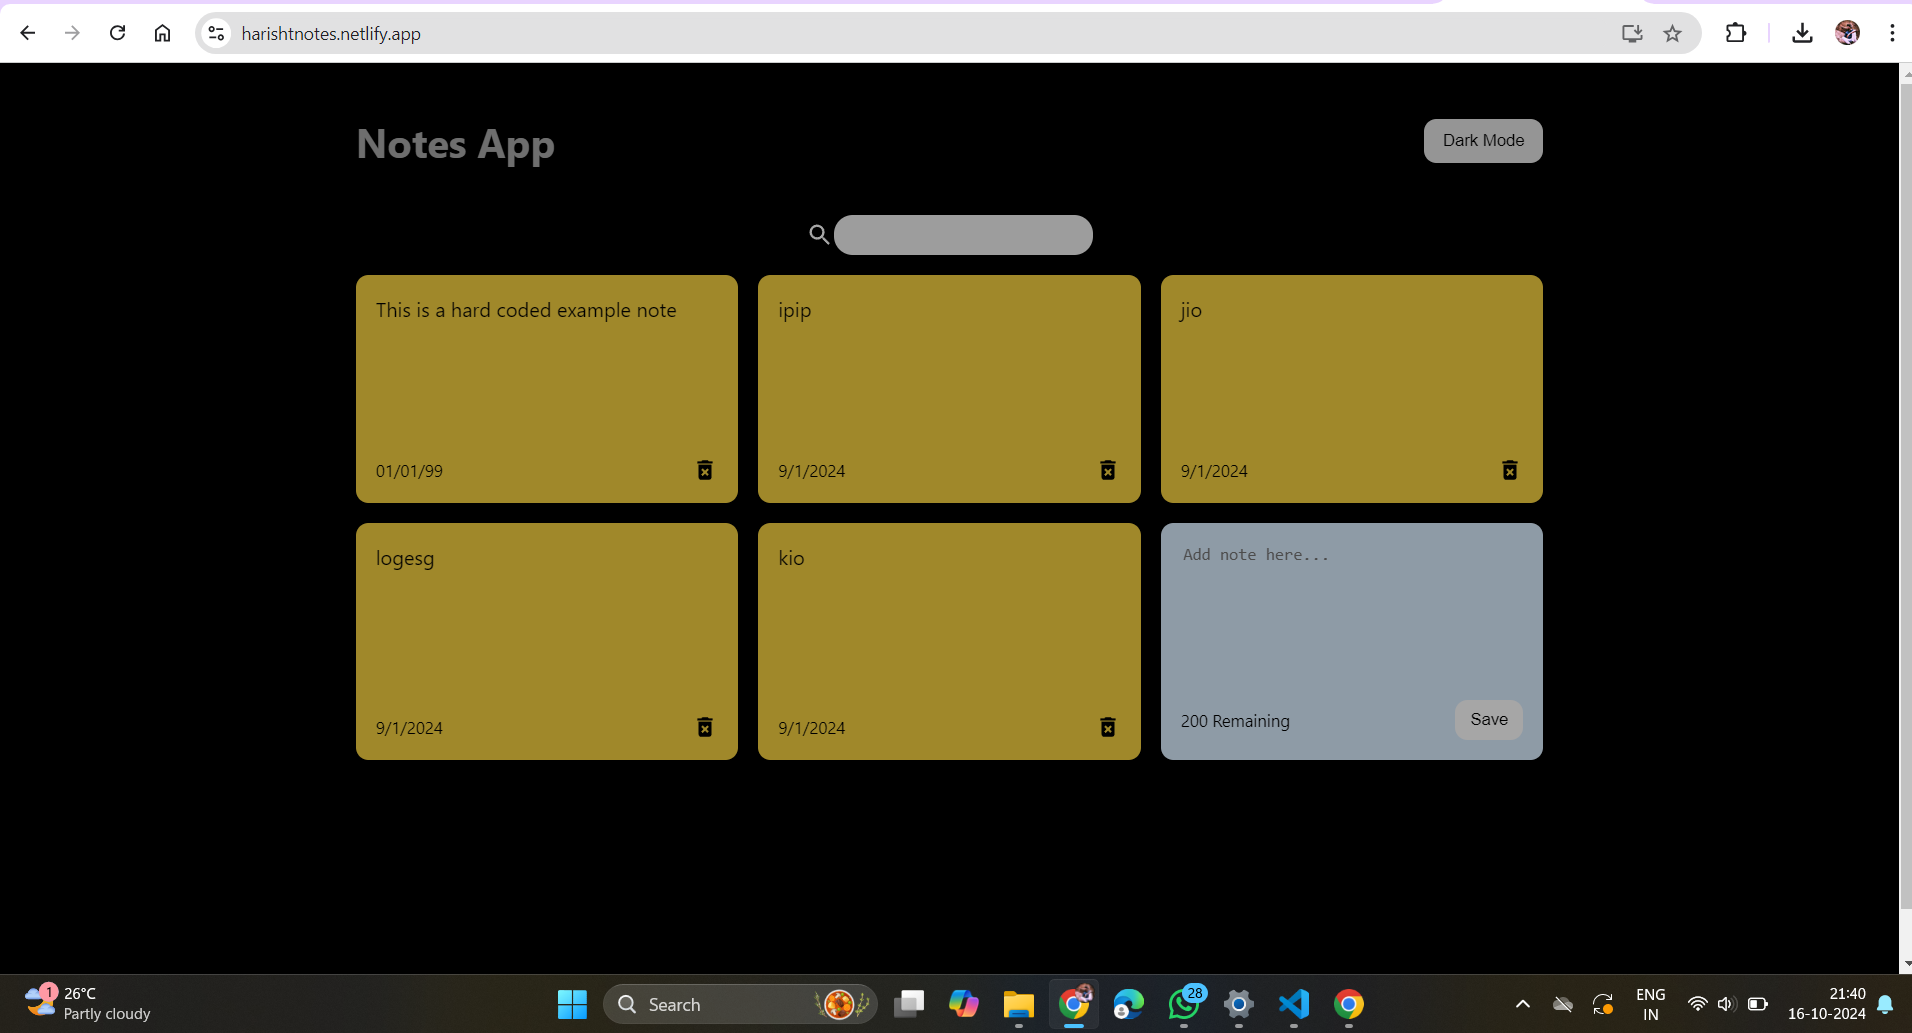 harishtnotes.netlify.app
Notes App
Dark Mode
This is a hard coded example note
01/01/99
ipip
9/1/2024
jio
9/1/2024
logesg
9/1/2024
kio
9/1/2024
Add note here...
200 Remaining
Save
1
26°C
Partly cloudy
Search
28
ENG
IN
21:40
16-10-2024